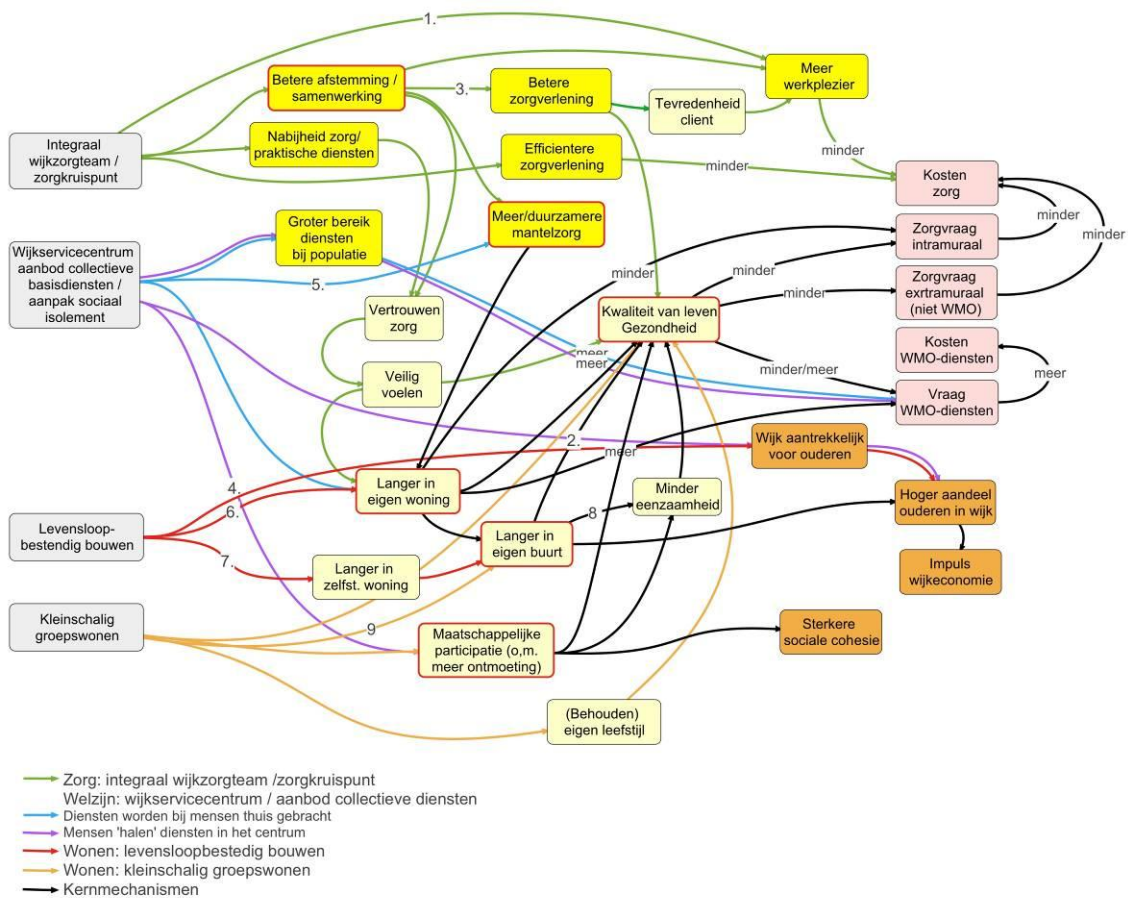 1.
Betere afstemming /
samenwerking
3.
Betere
zorgverlening
Meer
werkplezier
Tevredenheid
client
Integraal
wijkzorgteam /
zorgkruispunt
Nabijheid zorg/
praktische diensten
Efficientere
zorgverlening
minder
minder
Kosten
zorg
Wijkservicecentrum
aanbod collectieve
basisdiensten /
aanpak sociaal
isolement
Groter bereik
diensten
bij populatie
5.
Meer/duurzamere
mantelzorg
Zorgvraag
intramuraal
minder
minder
minder
minder
Zorgvraag
exrtramuraal
(niet WMO)
minder
Vertrouwen
zorg
Kwaliteit van leven
Gezondheid
Kosten
WMO-diensten
meer
meer
minder/meer
meer
Veilig
voelen
Vraag
WMO-diensten
2.
meer
Wijk aantrekkelijk
voor ouderen
4.
6.
Langer in
eigen woning
Minder
eenzaamheid
8
Hoger aandeel
ouderen in wijk
Levensloop-
bestendig bouwen
7.
Langer in
eigen buurt
Langer in
zelfst. woning
Impuls
wijkeconomie
Kleinschalig
groepswonen
9
Maatschappelijke
participatie (o,m.
meer ontmoeting)
Sterkere
sociale cohesie
(Behouden)
eigen leefstijl
Zorg: integraal wijkzorgteam /zorgkruispunt
Welzijn: wijkservicecentrum / aanbod collectieve diensten
Diensten worden bij mensen thuis gebracht
Mensen 'halen' diensten in het centrum
Wonen: levensloopbestedig bouwen
Wonen: kleinschalig groepswonen
Kernmechanismen